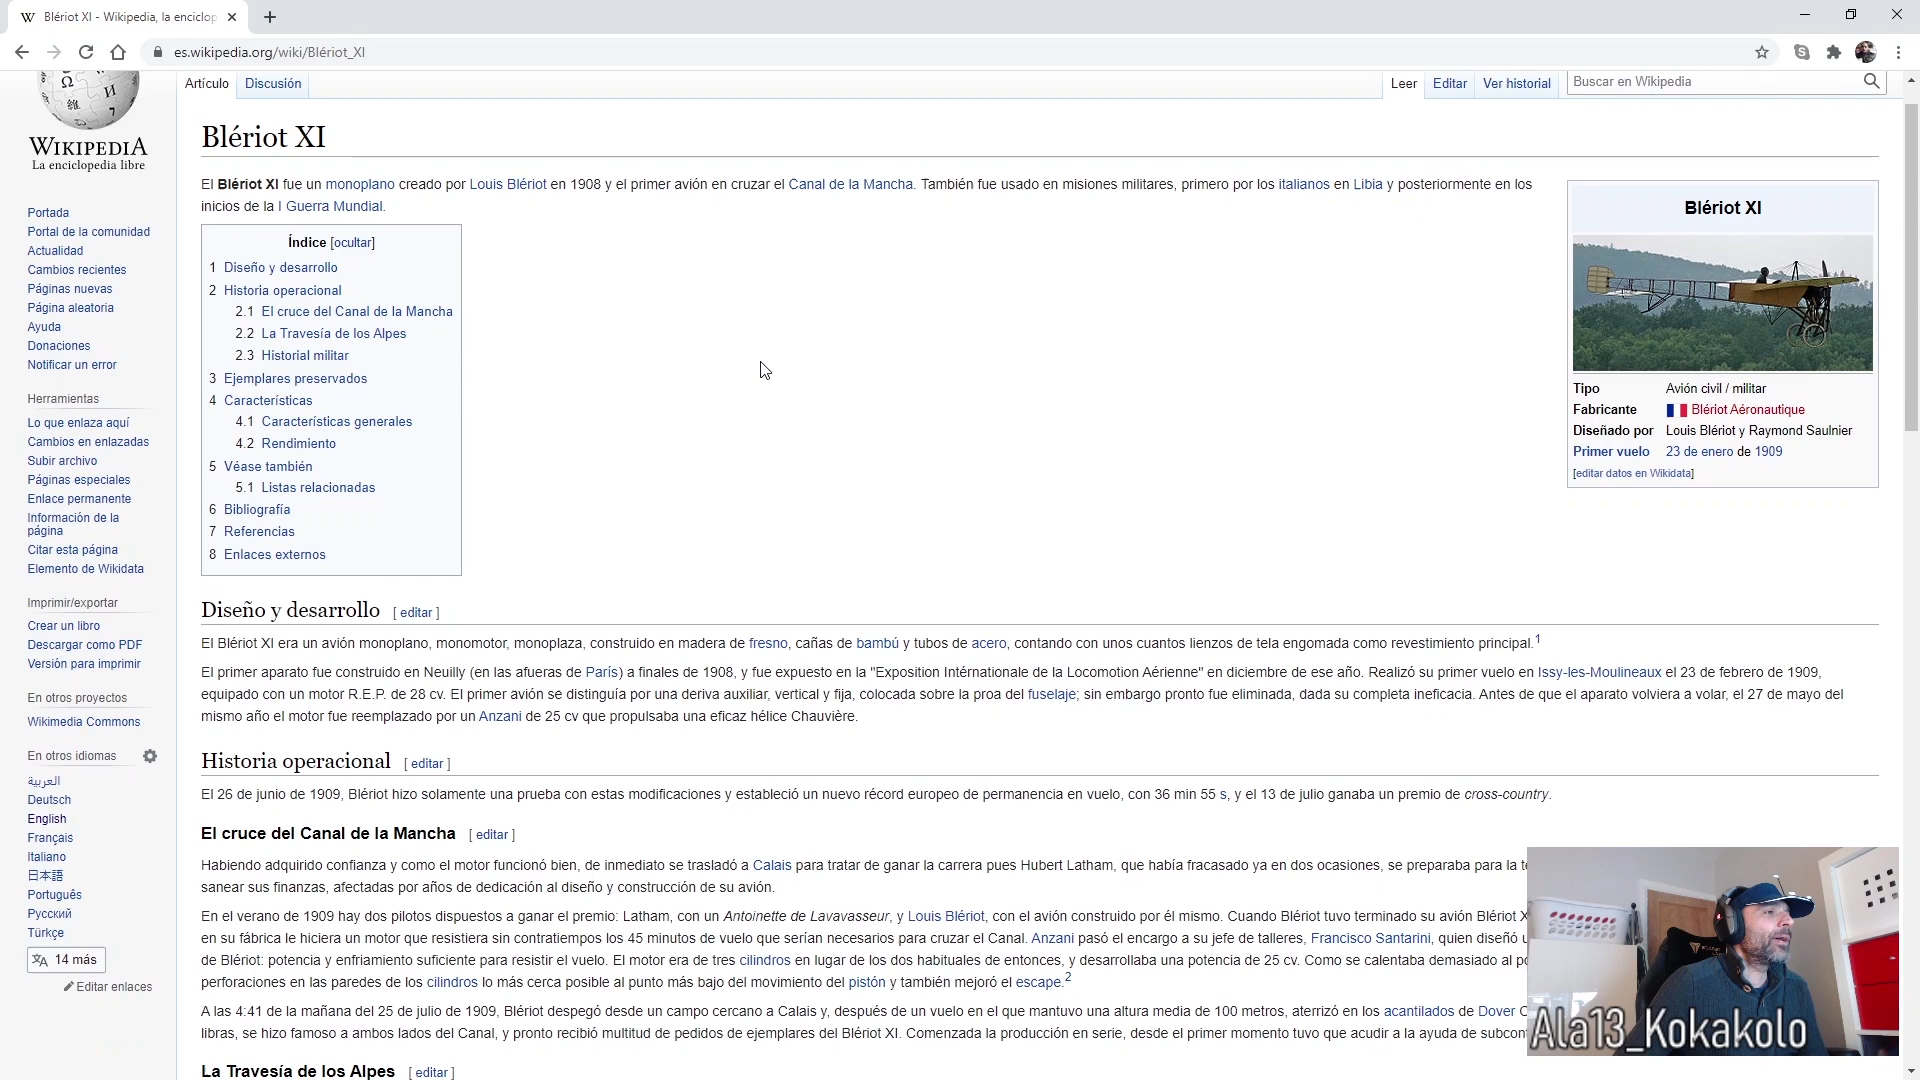 Blériot XI - Wikipedia, la enciclop
es.wikipedia.org/wiki/Blériot_XI
WIKIPEDIA
La enciclopedia libre
Artículo
Discusión
Leer
Editar
Ver historial
Buscar en Wikipedia
Portada
Portal de la comunidad
Actualidad
Cambios recientes
Páginas nuevas
Página aleatoria
Ayuda
Donaciones
Notificar un error
Herramientas
Lo que enlaza aquí
Cambios en enlazadas
Subir archivo
Páginas especiales
Enlace permanente
Información de la
página
Citar esta página
Elemento de Wikidata
Imprimir/exportar
Crear un libro
Descargar como PDF
Versión para imprimir
En otros proyectos
Wikimedia Commons
En otros idiomas
العربية
Deutsch
English
Français
Italiano
日本語
Português
Русский
Türkçe
14 más
Editar enlaces
Blériot XI
El Blériot XI fue un monoplano creado por Louis Blériot en 1908 y el primer avión en cruzar el Canal de la Mancha. También fue usado en misiones militares, primero por los italianos en Libia y posteriormente en los
inicios de la I Guerra Mundial.
Índice [ocultar]
1 Diseño y desarrollo
2 Historia operacional
2.1 El cruce del Canal de la Mancha
2.2 La Travesía de los Alpes
2.3 Historial militar
3 Ejemplares preservados
4 Características
4.1 Características generales
4.2 Rendimiento
5 Véase también
5.1 Listas relacionadas
6 Bibliografía
7 Referencias
8 Enlaces externos
Blériot XI
Tipo Avión civil / militar
Fabricante Blériot Aéronautique
Diseñado por Louis Blériot y Raymond Saulnier
Primer vuelo 23 de enero de 1909
[editar datos en Wikidata]
Diseño y desarrollo [ editar ]
El Blériot XI era un avión monoplano, monomotor, monoplaza, construido en madera de fresno, cañas de bambú y tubos de acero, contando con unos cuantos lienzos de tela engomada como revestimiento principal.1
El primer aparato fue construido en Neuilly (en las afueras de París) a finales de 1908, y fue expuesto en la "Exposition Intérnationale de la Locomotion Aérienne" en diciembre de ese año. Realizó su primer vuelo en Issy-les-Moulineaux el 23 de febrero de 1909,
equipado con un motor R.E.P. de 28 cv. El primer avión se distinguía por una deriva auxiliar, vertical y fija, colocada sobre la proa del fuselaje; sin embargo pronto fue eliminada, dada su completa ineficacia. Antes de que el aparato volviera a volar, el 27 de mayo del
mismo año el motor fue reemplazado por un Anzani de 25 cv que propulsaba una eficaz hélice Chauvière.
Historia operacional [ editar ]
El 26 de junio de 1909, Blériot hizo solamente una prueba con estas modificaciones y estableció un nuevo récord europeo de permanencia en vuelo, con 36 min 55 s, y el 13 de julio ganaba un premio de cross-country.
El cruce del Canal de la Mancha [ editar ]
Habiendo adquirido confianza y como el motor funcionó bien, de inmediato se trasladó a Calais para tratar de ganar la carrera pues Hubert Latham, que había fracasado ya en dos ocasiones, se preparaba para la te
sanear sus finanzas, afectadas por años de dedicación al diseño y construcción de su avión.
En el verano de 1909 hay dos pilotos dispuestos a ganar el premio: Latham, con un Antoinette de Lavavasseur, y Louis Blériot, con el avión construido por él mismo. Cuando Blériot tuvo terminado su avión Blériot X
en su fábrica le hiciera un motor que resistiera sin contratiempos los 45 minutos de vuelo que serían necesarios para cruzar el Canal. Anzani pasó el encargo a su jefe de talleres, Francisco Santarini, quien diseñó u
de Blériot: potencia y enfriamiento suficiente para resistir el vuelo. El motor era de tres cilindros en lugar de los dos habituales de entonces, y desarrollaba una potencia de 25 cv. Como se calentaba demasiado al po
perforaciones en las paredes de los cilindros lo más cerca posible al punto más bajo del movimiento del pistón y también mejoró el escape.2
A las 4:41 de la mañana del 25 de julio de 1909, Blériot despegó desde un campo cercano a Calais y, después de un vuelo en el que mantuvo una altura media de 100 metros, aterrizó en los acantilados de Dover
libras, se hizo famoso a ambos lados del Canal, y pronto recibió multitud de pedidos de ejemplares del Blériot XI. Comenzada la producción en serie, desde el primer momento tuvo que acudir a la ayuda de subcon
La Travesía de los Alpes [ editar ]
Ala13_Kokakolo